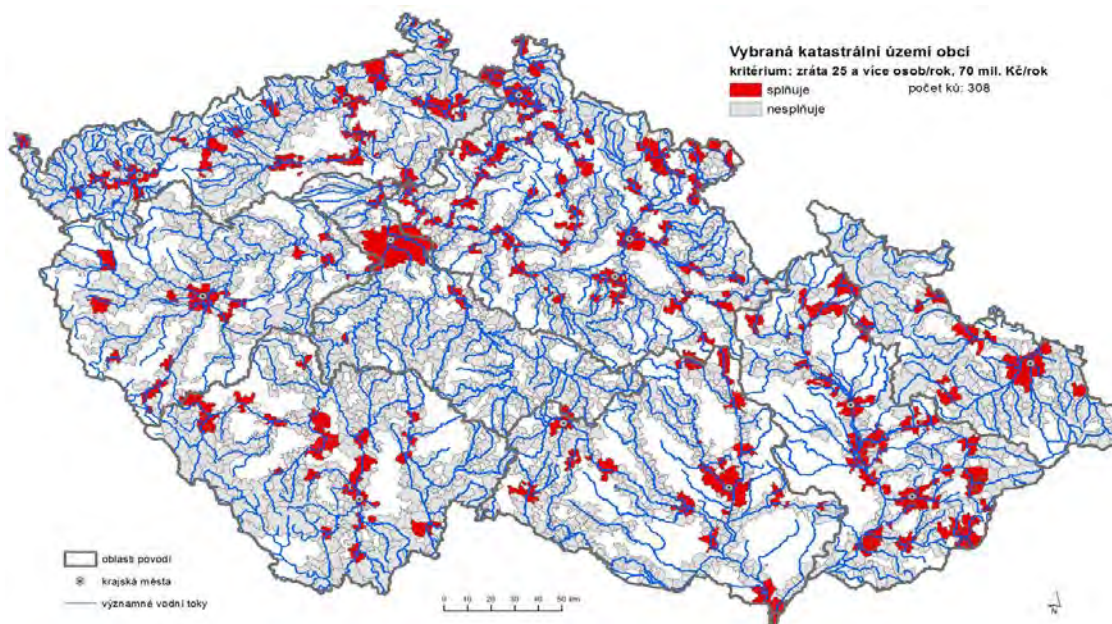 Vybraná katastrální území obcí
kritérium: zráta 25 a více osob/rok, 70 mil. Kč/rok
splňuje počet kú: 308
nesplňuje
oblasti povodí
krajská města
významné vodní toky
0 10 20 30 40 50 km
N